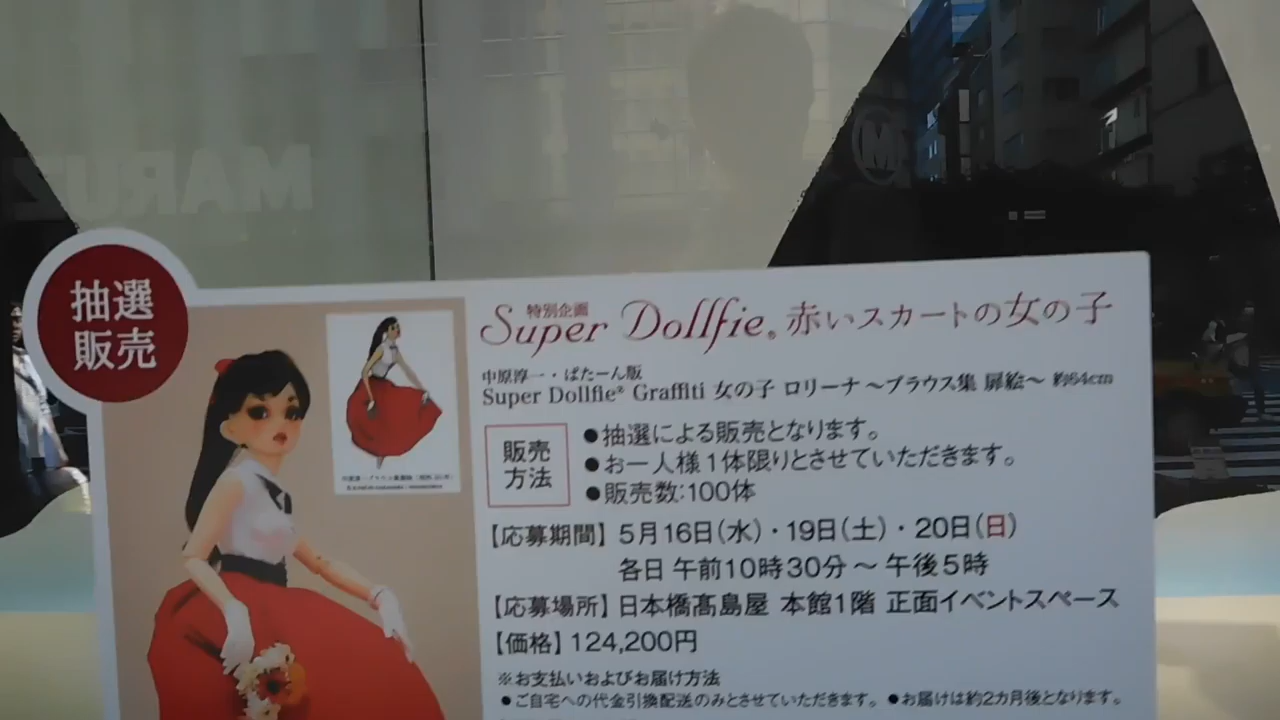 MARUZ
M
抽選
販売
特別企画
Super Dollfie® 赤いスカートの女の子
中原淳一・ぱたーん版
Super Dollfie® Graffiti 女の子 ロリーナ ～ブラウス集 扉絵～ 約64cm
販売
方法
●抽選による販売となります。
●お一人様1体限りとさせていただきます。
●販売数:100体
【応募期間】5月16日(水)・19日(土)・20日(日)
各日 午前10時30分～午後5時
【応募場所】日本橋髙島屋 本館1階 正面イベントスペース
【価格】124,200円
※お支払いおよびお届け方法
●ご自宅への代金引換配送のみとさせていただきます。 ●お届けは約2カ月後となります。